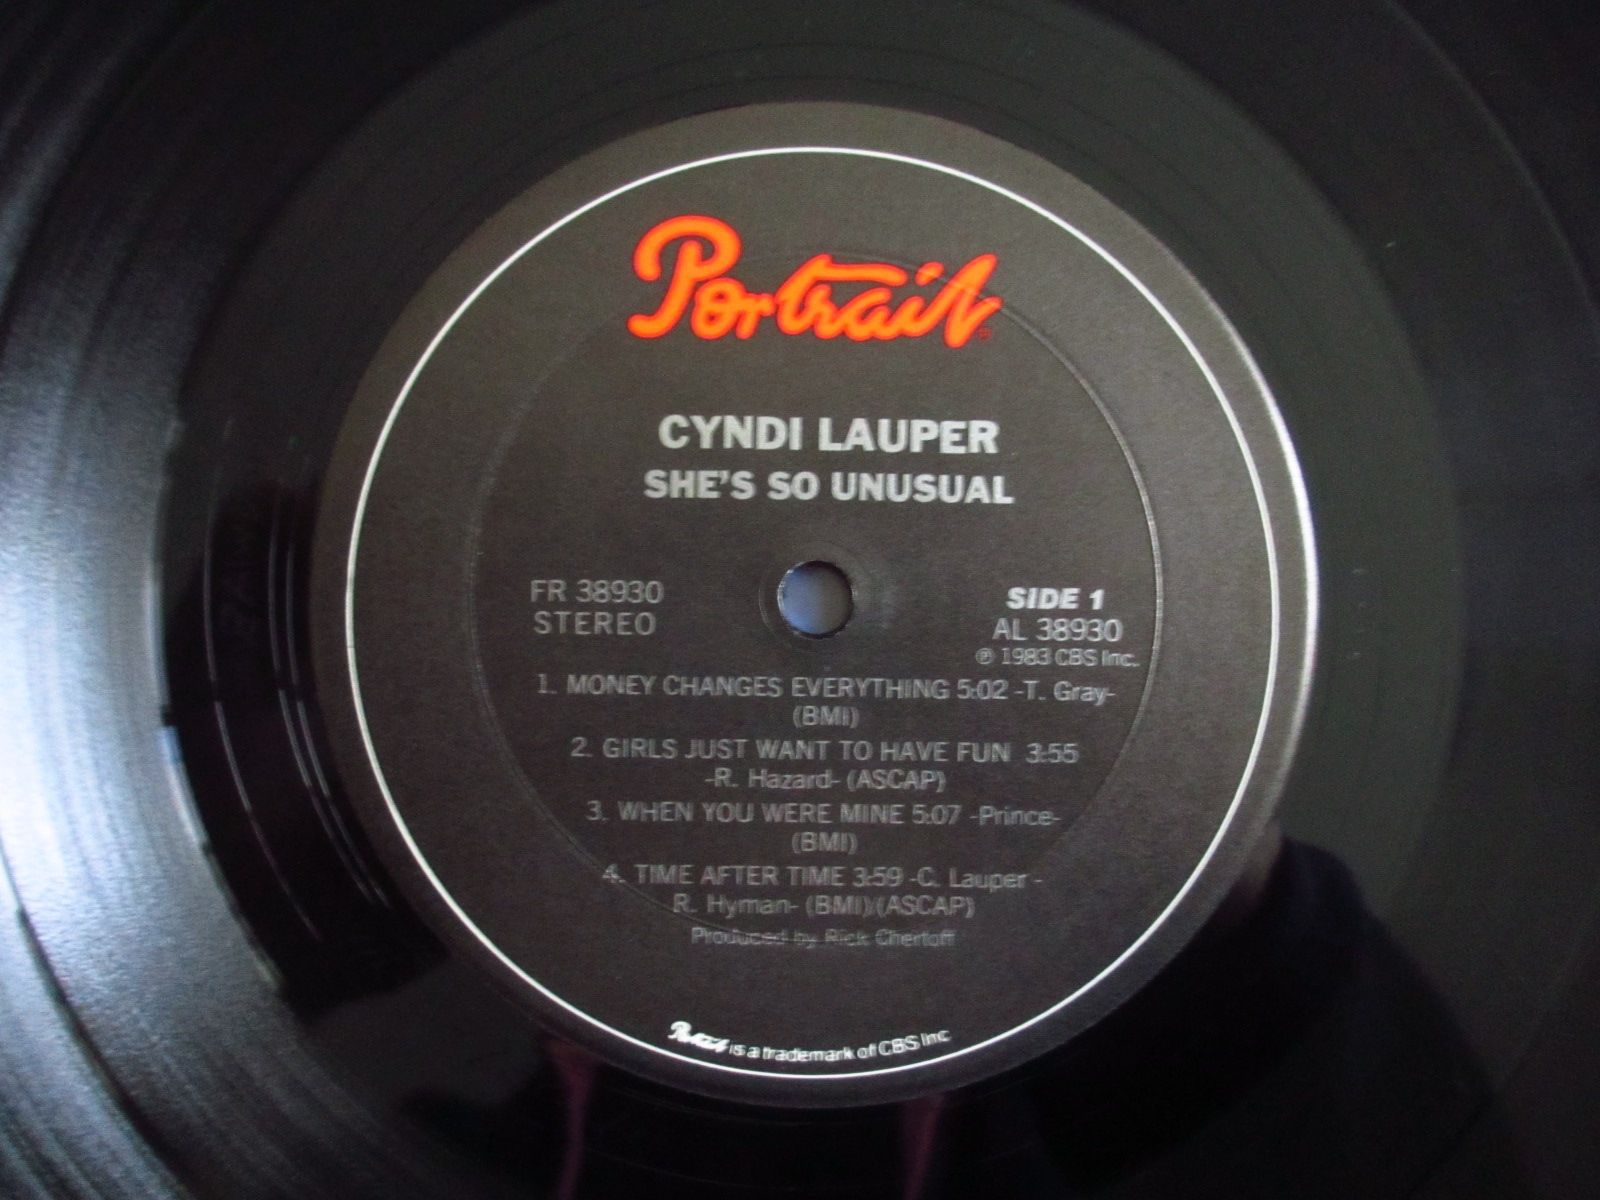 Portrait
CYNDI LAUPER
SHE'S SO UNUSUAL
FR 38930
STEREO
SIDE 1
AL 38930
℗ 1983 CBS Inc.
1. MONEY CHANGES EVERYTHING 5:02 -T. Gray-
(BMI)
2. GIRLS JUST WANT TO HAVE FUN 3:55
-R. Hazard- (ASCAP)
3. WHEN YOU WERE MINE 5:07 -Prince-
(BMI)
4. TIME AFTER TIME 3:59 -C. Lauper -
R. Hyman- (BMI)/(ASCAP)
Produced by Rick Chertoff
Portrait is a trademark of CBS Inc